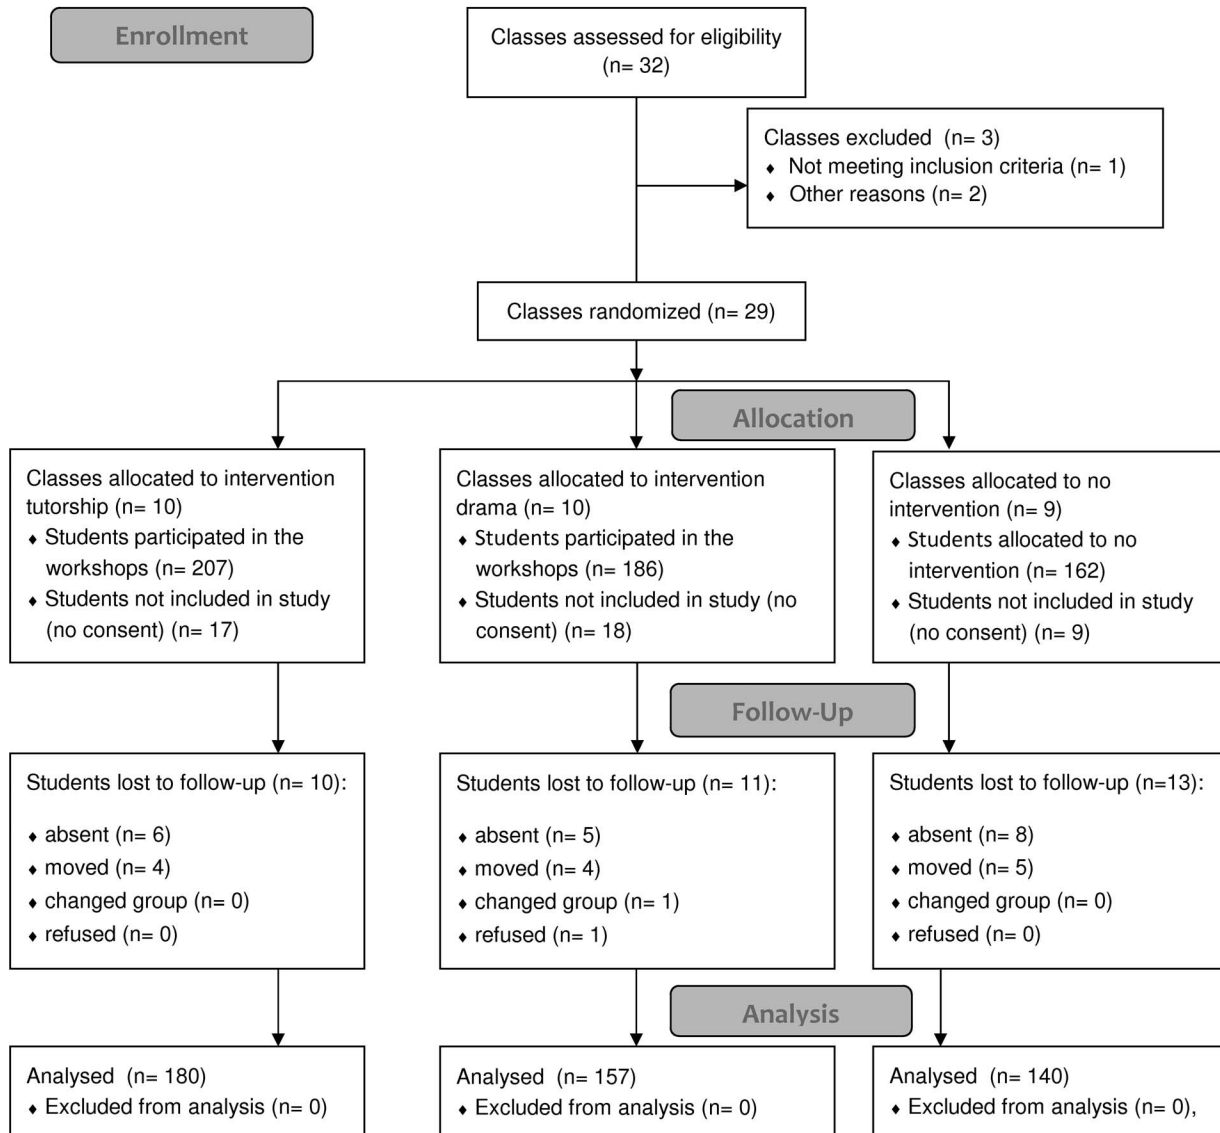 Enrollment
Classes assessed for eligibility
(n= 32)
Classes excluded (n= 3)
♦ Not meeting inclusion criteria (n= 1)
♦ Other reasons (n= 2)
Classes randomized (n= 29)
Allocation
Classes allocated to intervention
tutorship (n= 10)
♦ Students participated in the
workshops (n= 207)
♦ Students not included in study
(no consent) (n= 17)
Classes allocated to intervention
drama (n= 10)
♦ Students participated in the
workshops (n= 186)
♦ Students not included in study (no
consent) (n= 18)
Classes allocated to no
intervention (n= 9)
♦ Students allocated to no
intervention (n= 162)
♦ Students not included in study
(no consent) (n= 9)
Follow-Up
Students lost to follow-up (n= 10):
♦ absent (n= 6)
♦ moved (n= 4)
♦ changed group (n= 0)
♦ refused (n= 0)
Students lost to follow-up (n= 11):
♦ absent (n= 5)
♦ moved (n= 4)
♦ changed group (n= 1)
♦ refused (n= 1)
Students lost to follow-up (n=13):
♦ absent (n= 8)
♦ moved (n= 5)
♦ changed group (n= 0)
♦ refused (n= 0)
Analysis
Analysed (n= 180)
♦ Excluded from analysis (n= 0)
Analysed (n= 157)
♦ Excluded from analysis (n= 0)
Analysed (n= 140)
♦ Excluded from analysis (n= 0),